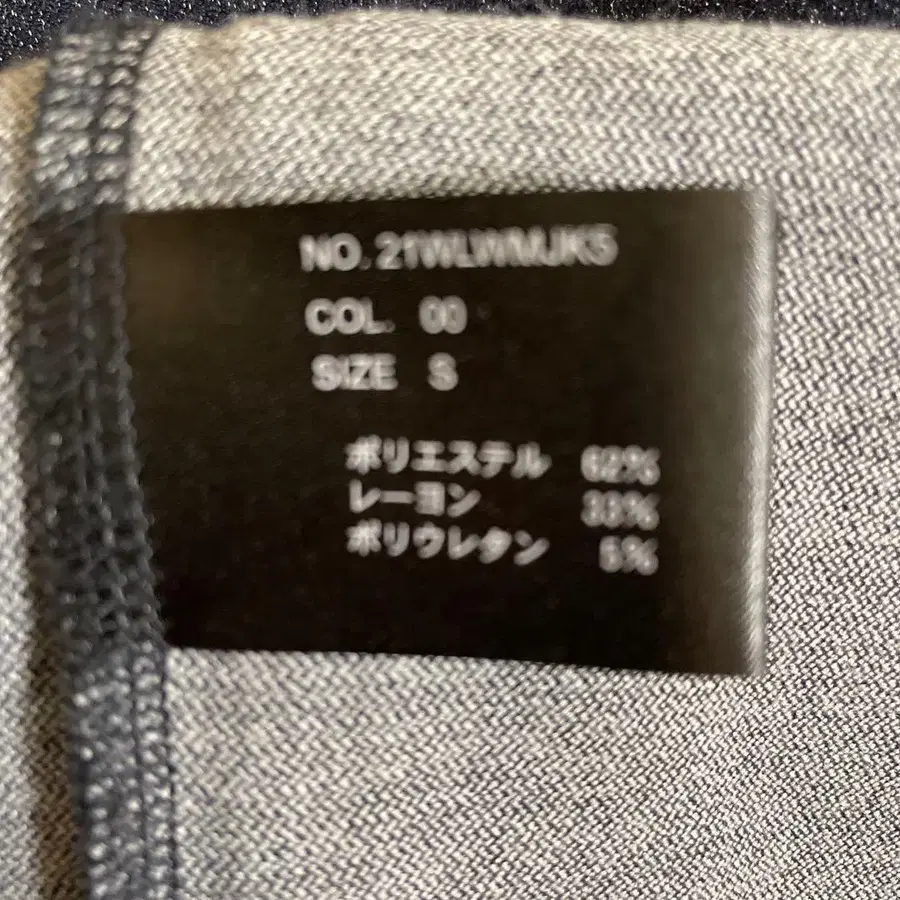 NO.21WLWMJK5
COL. 00
SIZE S
ポリエステル 62%
レーヨン 33%
ポリウレタン 5%